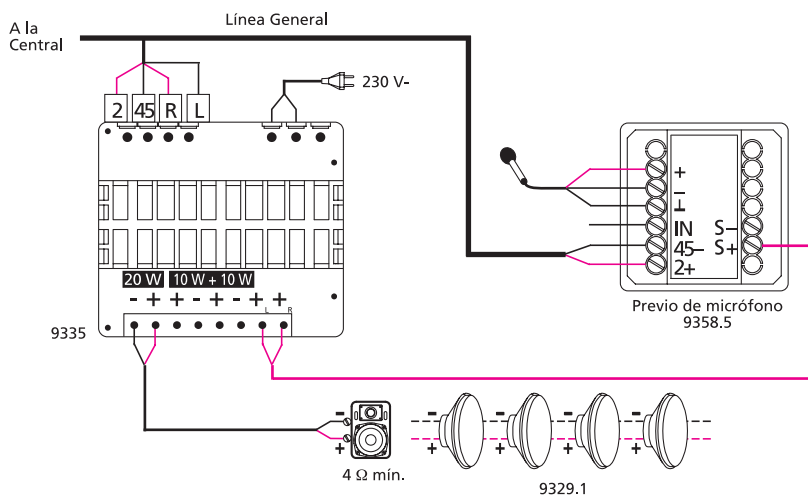 A la
Central
Línea General
2 45 R L
230 V-
+
−
⊥
IN
45−
2+
S−
S+
Previo de micrófono
9358.5
20 W 10 W + 10 W
- + + - + - + +
L R
9335
-
+
4 Ω mín.
- - - -
+ + + +
9329.1